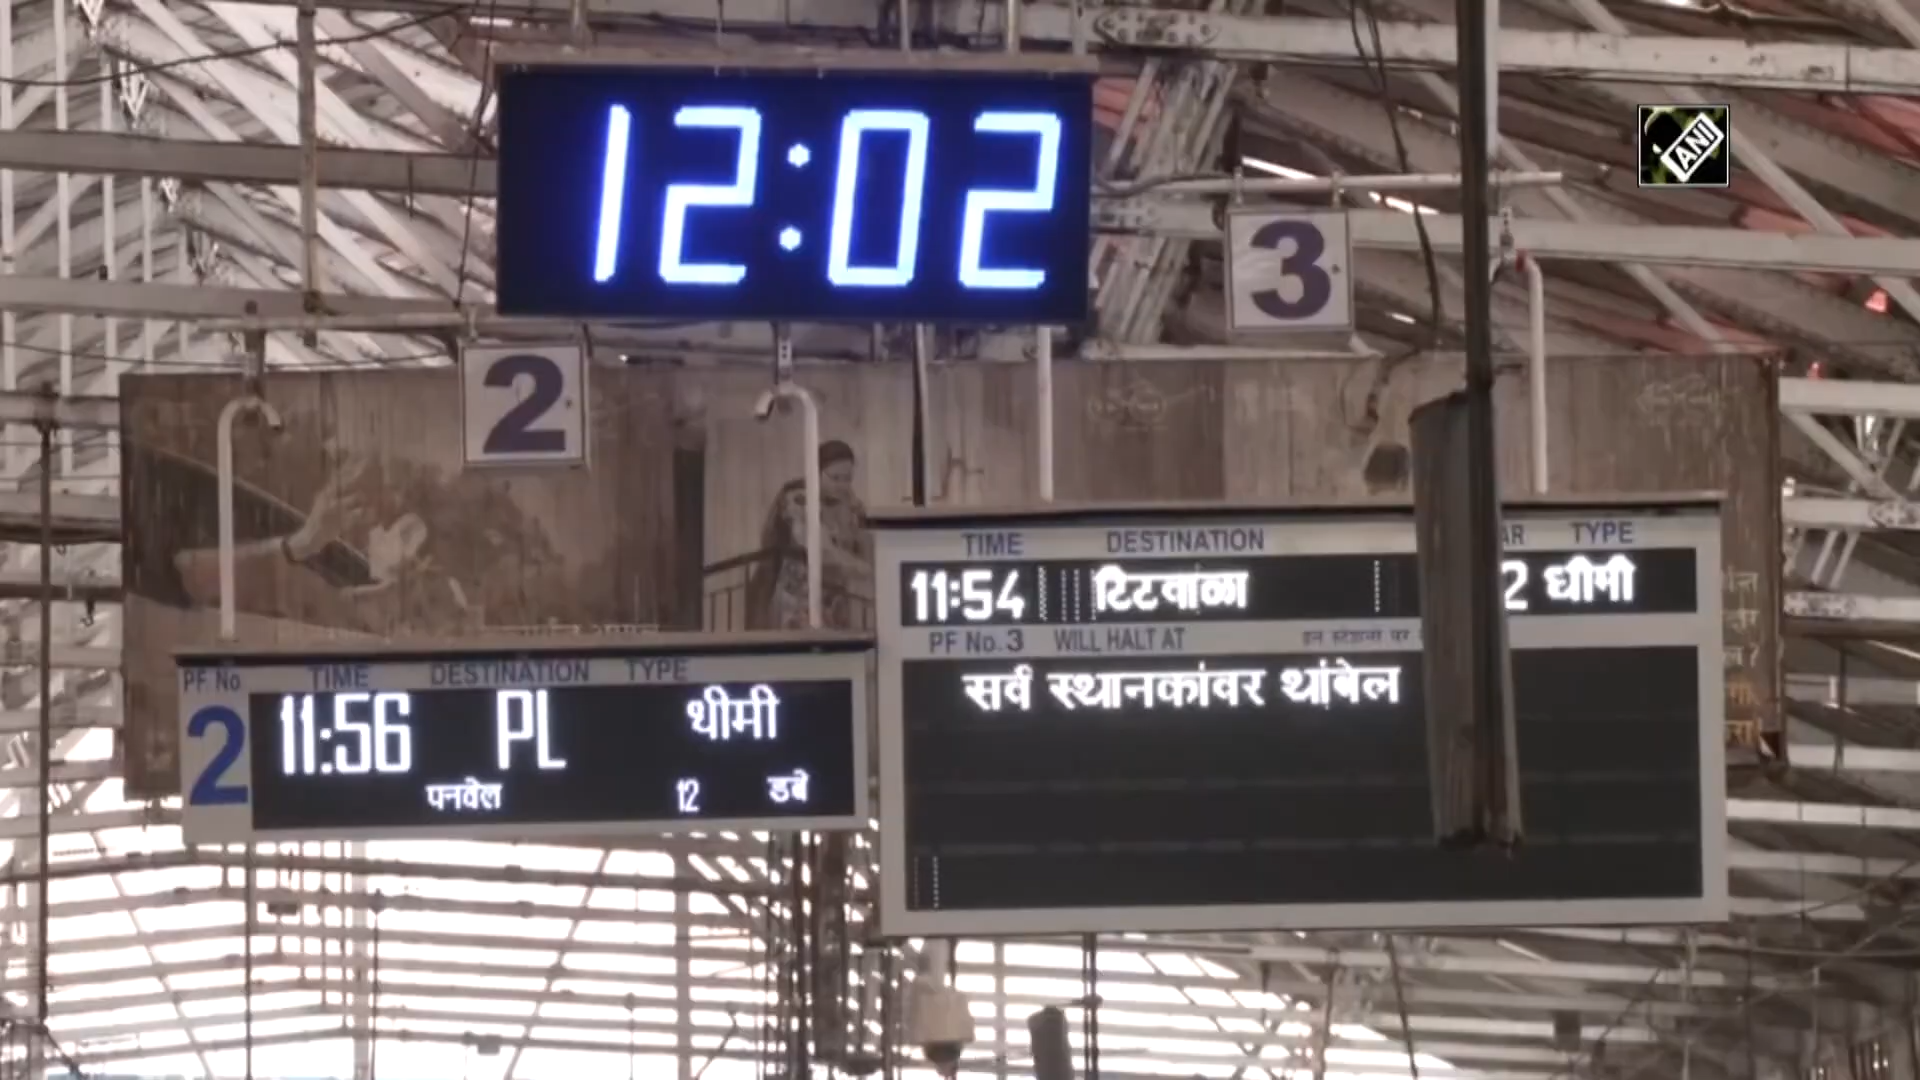 12:02
ANI
3
2
TIME DESTINATION TYPE
11:54 टिटवाळा 2 धीमी
PF No. 3 WILL HALT AT
सर्व स्थानकांवर थांबेल
PF No TIME DESTINATION TYPE
2 11:56 PL धीमी
पनवेल 12 डबे